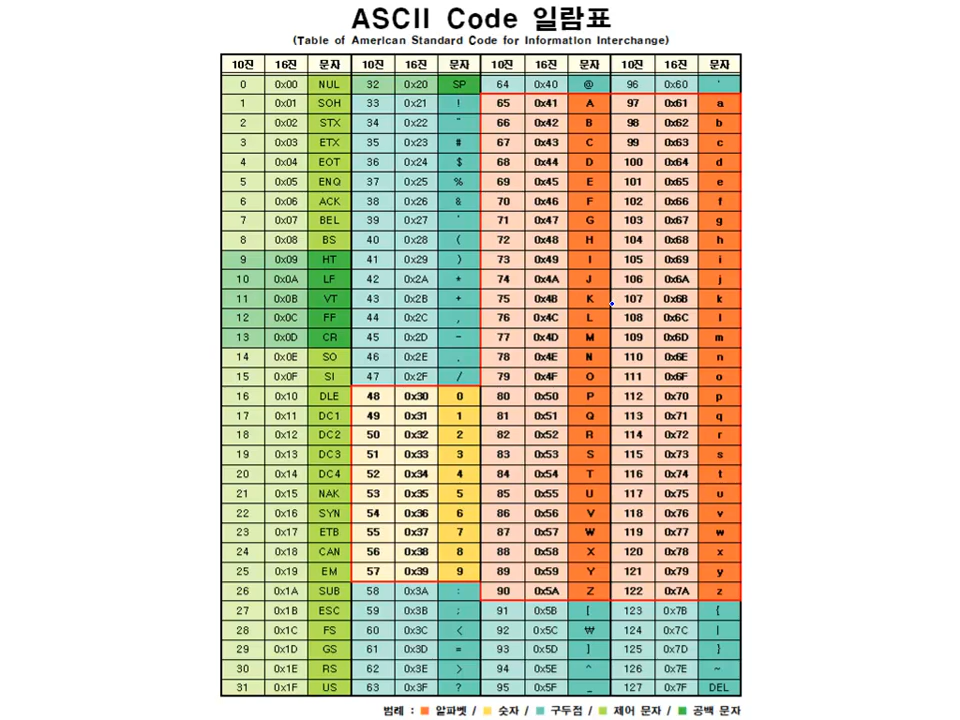 ASCII Code 일람표
(Table of American Standard Code for Information Interchange)
10진 16진 문자 10진 16진 문자 10진 16진 문자 10진 16진 문자
0 0x00 NUL 32 0x20 SP 64 0x40 @ 96 0x60 `
1 0x01 SOH 33 0x21 ! 65 0x41 A 97 0x61 a
2 0x02 STX 34 0x22 " 66 0x42 B 98 0x62 b
3 0x03 ETX 35 0x23 # 67 0x43 C 99 0x63 c
4 0x04 EOT 36 0x24 $ 68 0x44 D 100 0x64 d
5 0x05 ENQ 37 0x25 % 69 0x45 E 101 0x65 e
6 0x06 ACK 38 0x26 & 70 0x46 F 102 0x66 f
7 0x07 BEL 39 0x27 ' 71 0x47 G 103 0x67 g
8 0x08 BS 40 0x28 ( 72 0x48 H 104 0x68 h
9 0x09 HT 41 0x29 ) 73 0x49 I 105 0x69 i
10 0x0A LF 42 0x2A + 74 0x4A J 106 0x6A j
11 0x0B VT 43 0x2B + 75 0x4B K 107 0x6B k
12 0x0C FF 44 0x2C , 76 0x4C L 108 0x6C l
13 0x0D CR 45 0x2D - 77 0x4D M 109 0x6D m
14 0x0E SO 46 0x2E . 78 0x4E N 110 0x6E n
15 0x0F SI 47 0x2F / 79 0x4F O 111 0x6F o
16 0x10 DLE 48 0x30 0 80 0x50 P 112 0x70 p
17 0x11 DC1 49 0x31 1 81 0x51 Q 113 0x71 q
18 0x12 DC2 50 0x32 2 82 0x52 R 114 0x72 r
19 0x13 DC3 51 0x33 3 83 0x53 S 115 0x73 s
20 0x14 DC4 52 0x34 4 84 0x54 T 116 0x74 t
21 0x15 NAK 53 0x35 5 85 0x55 U 117 0x75 u
22 0x16 SYN 54 0x36 6 86 0x56 V 118 0x76 v
23 0x17 ETB 55 0x37 7 87 0x57 W 119 0x77 w
24 0x18 CAN 56 0x38 8 88 0x58 X 120 0x78 x
25 0x19 EM 57 0x39 9 89 0x59 Y 121 0x79 y
26 0x1A SUB 58 0x3A : 90 0x5A Z 122 0x7A z
27 0x1B ESC 59 0x3B ; 91 0x5B [ 123 0x7B {
28 0x1C FS 60 0x3C < 92 0x5C ₩ 124 0x7C |
29 0x1D GS 61 0x3D = 93 0x5D ] 125 0x7D }
30 0x1E RS 62 0x3E > 94 0x5E ^ 126 0x7E ~
31 0x1F US 63 0x3F ? 95 0x5F _ 127 0x7F DEL
범례 : ■ 알파벳 / ■ 숫자 / ■ 구두점 / ■ 제어 문자 / ■ 공백 문자